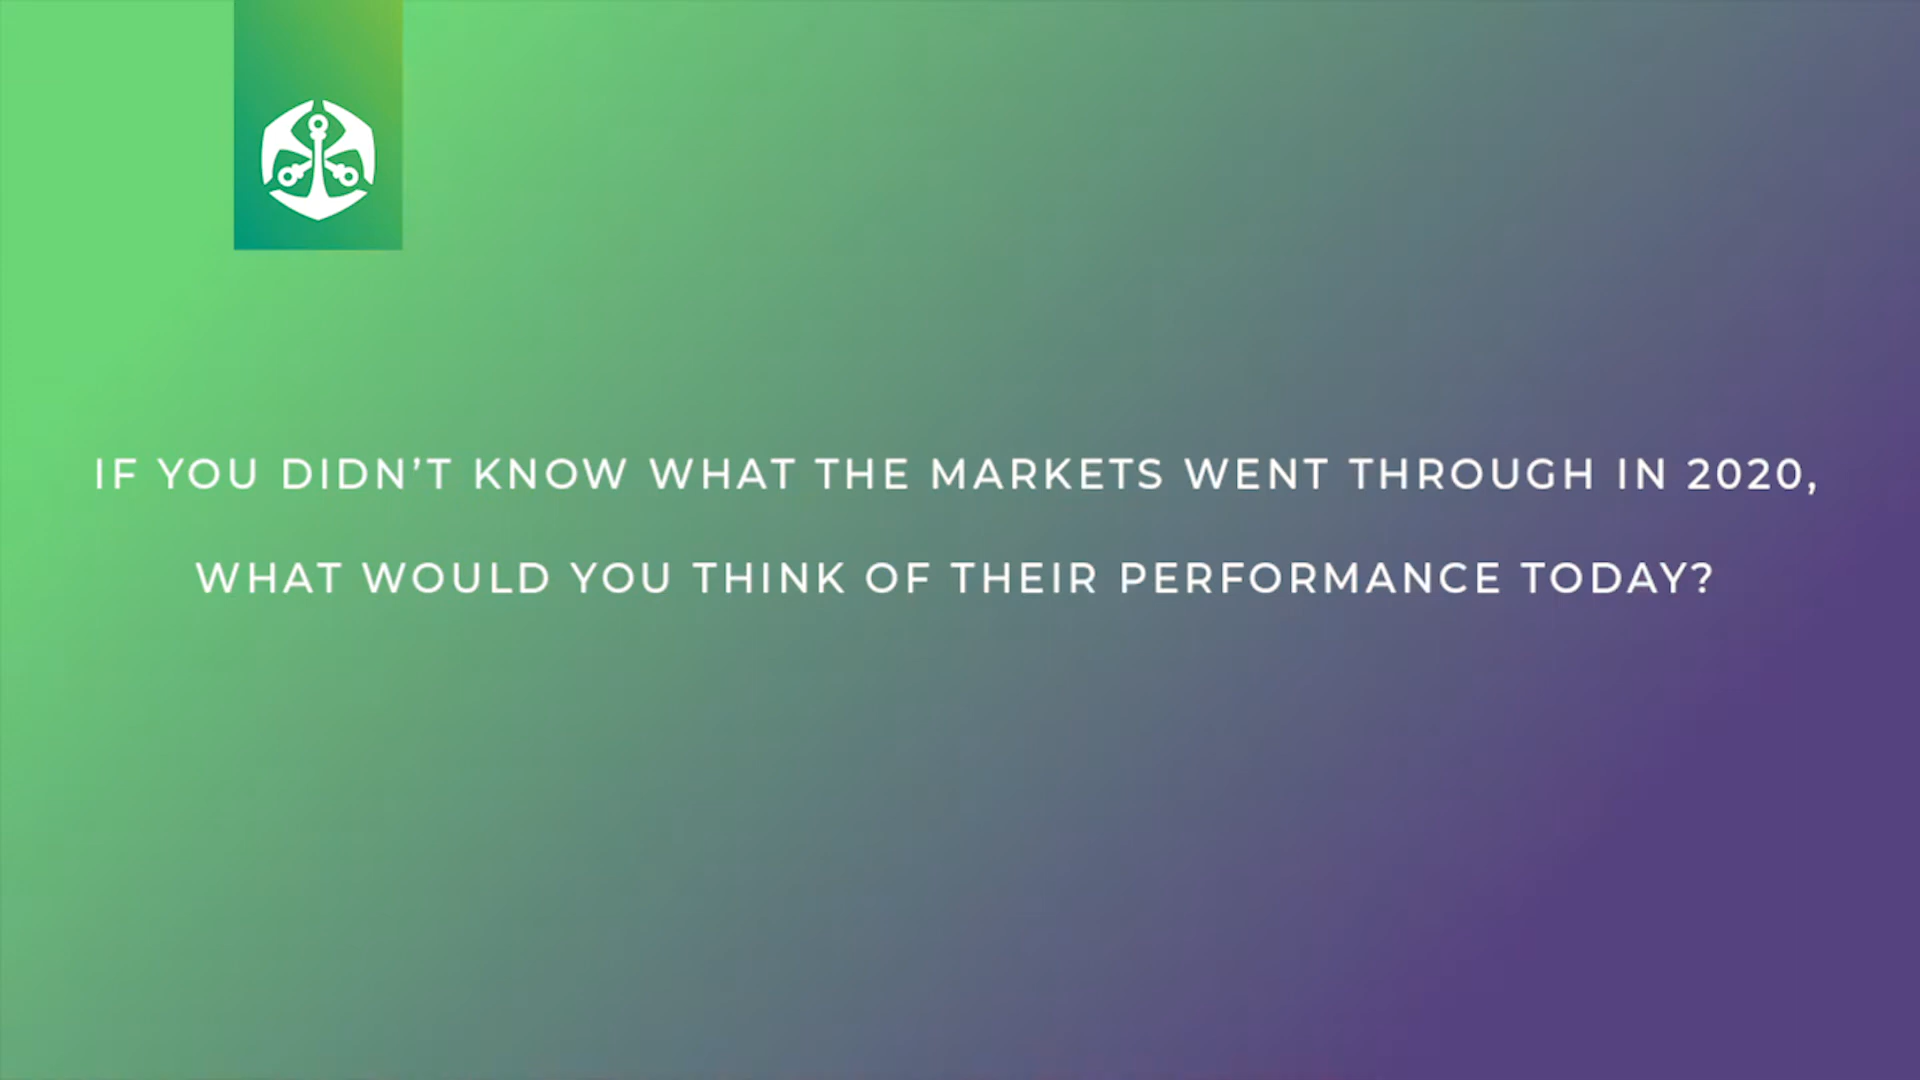 IF YOU DIDN’T KNOW WHAT THE MARKETS WENT THROUGH IN 2020,
WHAT WOULD YOU THINK OF THEIR PERFORMANCE TODAY?